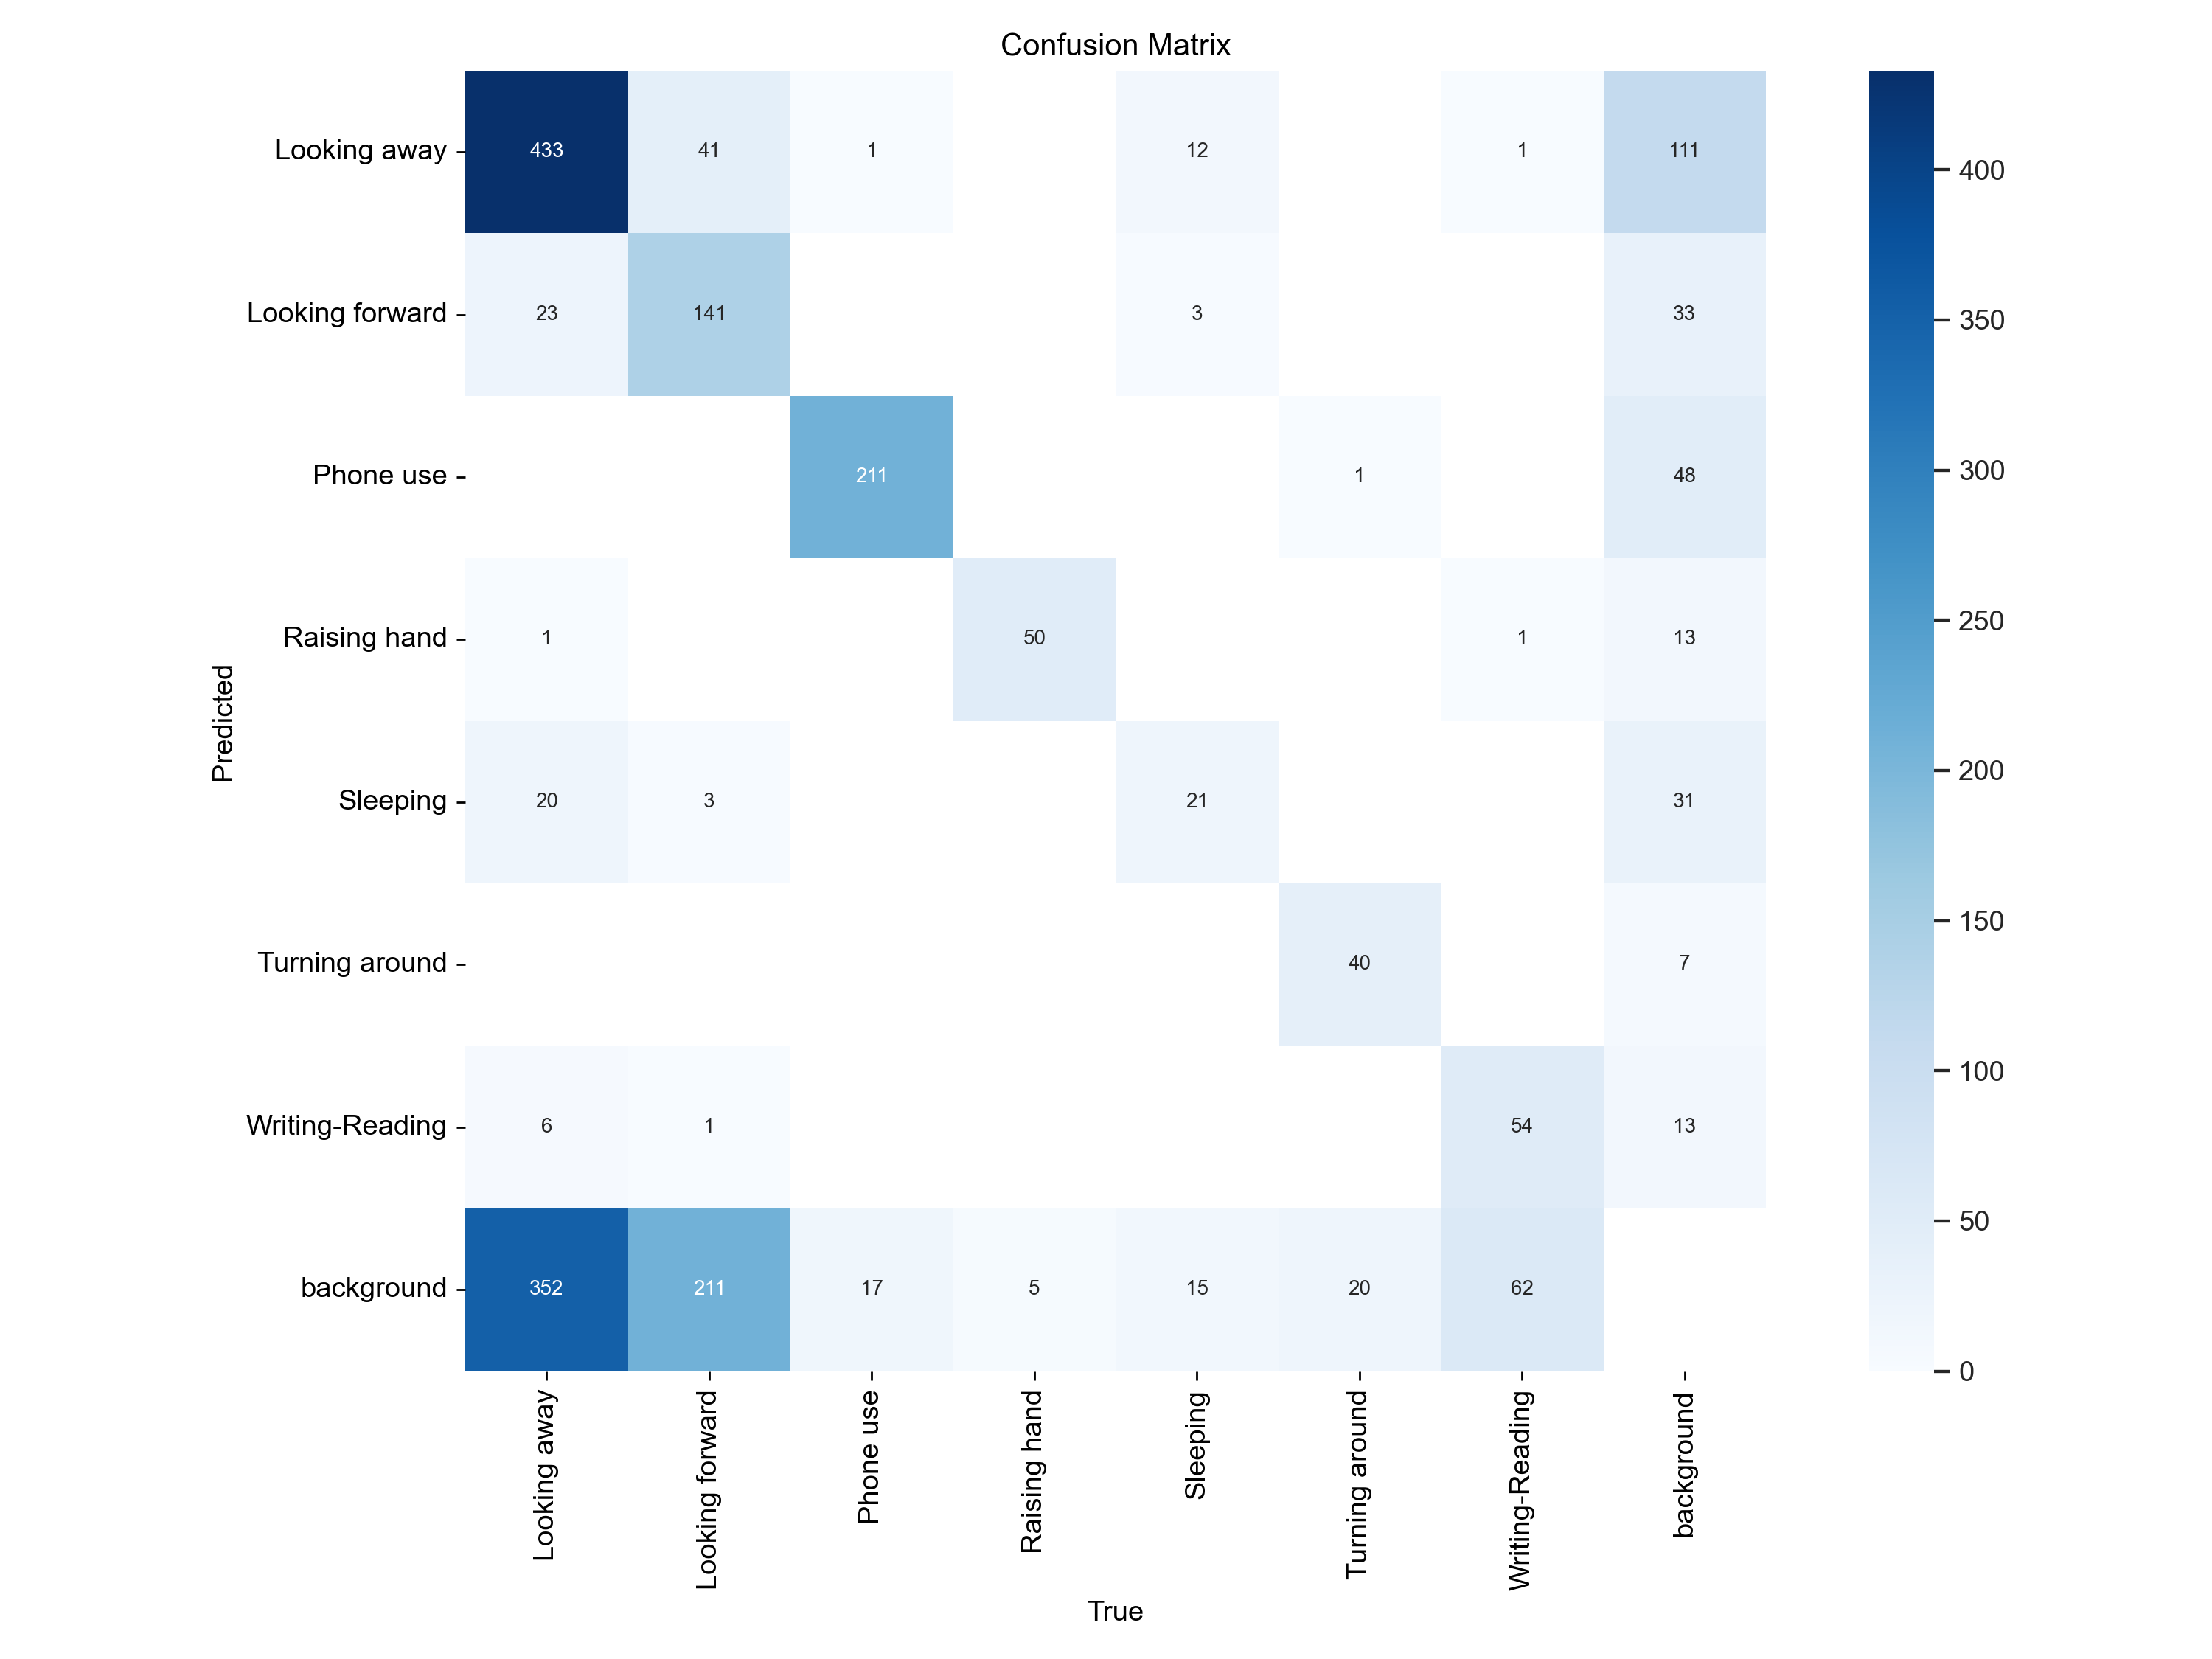 Confusion Matrix
Looking away 433 41 1 12 1 111
Looking forward 23 141 3 33
Phone use 211 1 48
Raising hand 1 50 1 13
Sleeping 20 3 21 31
Turning around 40 7
Writing-Reading 6 1 54 13
background 352 211 17 5 15 20 62
Predicted
Looking away
Looking forward
Phone use
Raising hand
Sleeping
Turning around
Writing-Reading
background
True
400
350
300
250
200
150
100
50
0